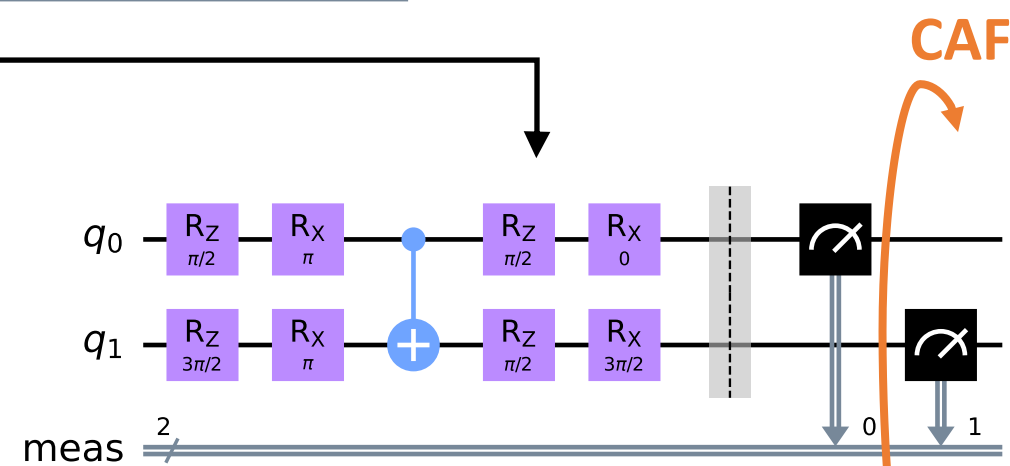 CAF
q0 RZ π/2 RX π RZ π/2 RX 0
q1 RZ 3π/2 RX π RZ π/2 RX 3π/2
meas 2 0 1